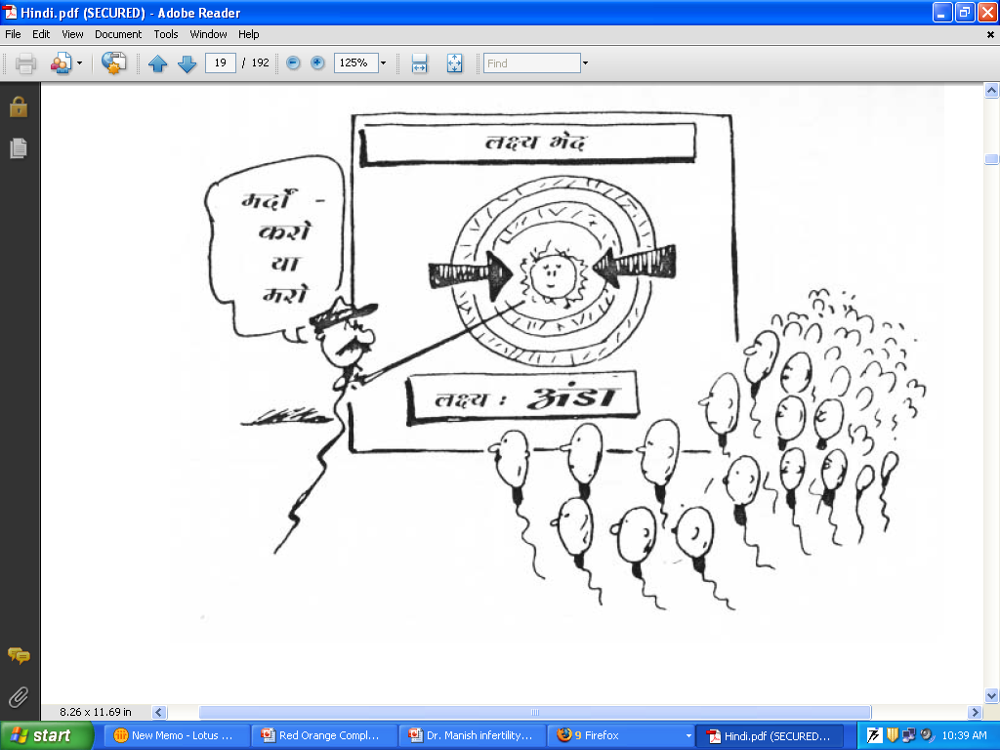 Hindi.pdf (SECURED) - Adobe Reader
File Edit View Document Tools Window Help
19 / 192 125% Find
लक्ष्य भेद
मर्दों -
करो
या
मरो
लक्ष्य : अंडा
8.26 x 11.69 in
start New Memo - Lotus ... Red Orange Compl... Dr. Manish infertility... 9 Firefox Hindi.pdf (SECURED... 10:39 AM